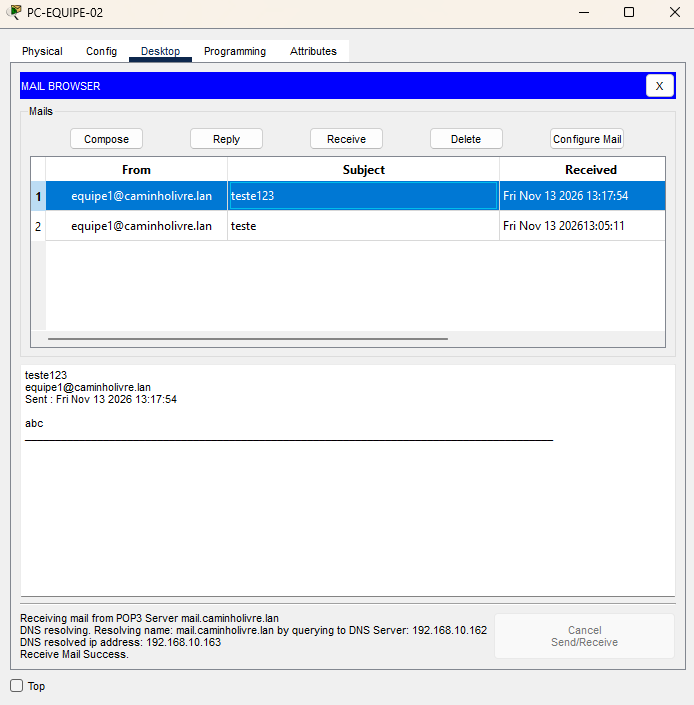 PC-EQUIPE-02
Physical Config Desktop Programming Attributes
MAIL BROWSER X
Mails
Compose Reply Receive Delete Configure Mail
From Subject Received
1 equipe1@caminholivre.lan teste123 Fri Nov 13 2026 13:17:54
2 equipe1@caminholivre.lan teste Fri Nov 13 202613:05:11
teste123
equipe1@caminholivre.lan
Sent : Fri Nov 13 2026 13:17:54
abc
Receiving mail from POP3 Server mail.caminholivre.lan
DNS resolving. Resolving name: mail.caminholivre.lan by querying to DNS Server: 192.168.10.162
DNS resolved ip address: 192.168.10.163
Receive Mail Success.
Cancel
Send/Receive
Top